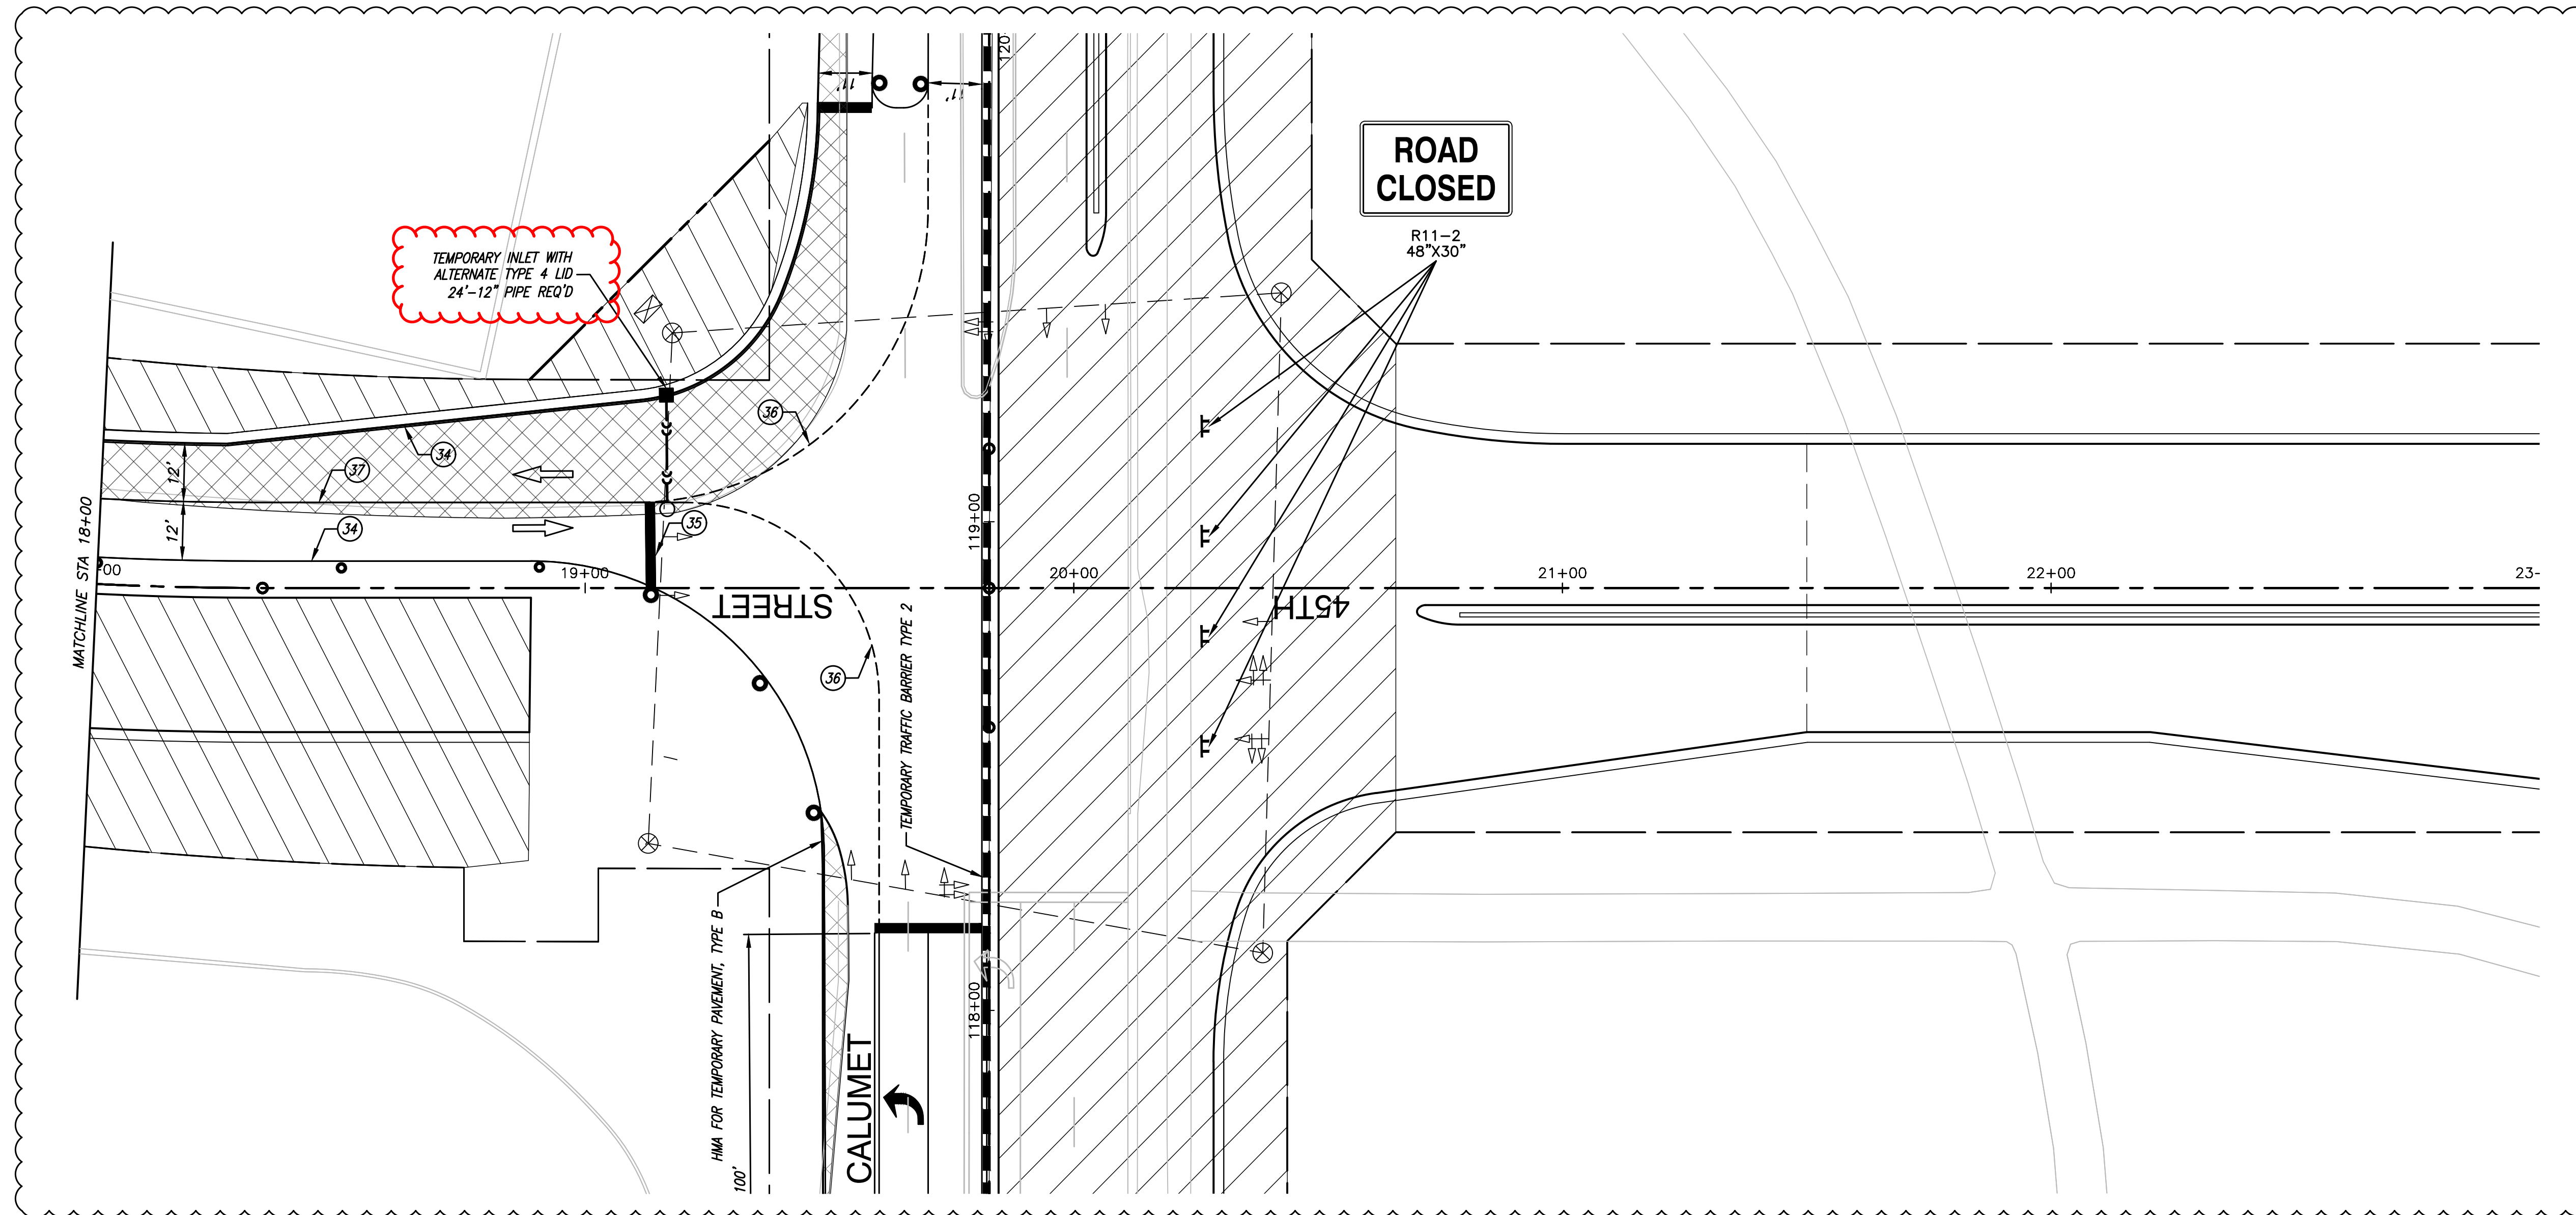 120
11'
11'
ROAD
CLOSED
R11-2
48"X30"
TEMPORARY INLET WITH
ALTERNATE TYPE 4 LID
24'-12" PIPE REQ'D
36
34
37
12'
12'
34
35
MATCHLINE STA 18+00
00
19+00
119+00
20+00
21+00
22+00
23-
STREET
45TH
36
TEMPORARY TRAFFIC BARRIER TYPE 2
HMA FOR TEMPORARY PAVEMENT, TYPE B
118+00
CALUMET
100'